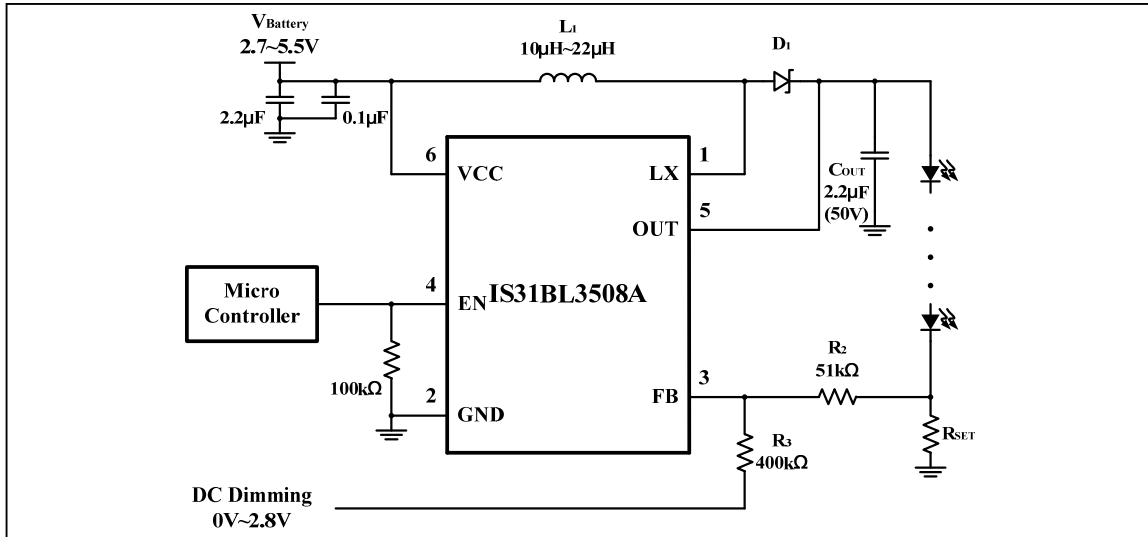 VBattery
2.7~5.5V
L1
10µH~22µH
D1
2.2µF
0.1µF
6
VCC
1
LX
COUT
2.2µF
(50V)
5
OUT
Micro
Controller
4
EN
IS31BL3508A
100kΩ
2
GND
3
FB
R2
51kΩ
RSET
R3
400kΩ
DC Dimming
0V~2.8V